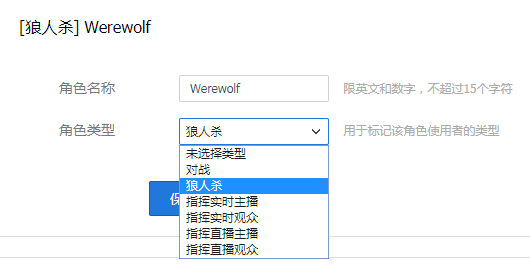 [狼人杀] Werewolf
角色名称 Werewolf 限英文和数字，不超过15个字符
角色类型 狼人杀 用于标记该角色使用者的类型
未选择类型
对战
狼人杀
指挥实时主播
指挥实时观众
指挥直播主播
指挥直播观众